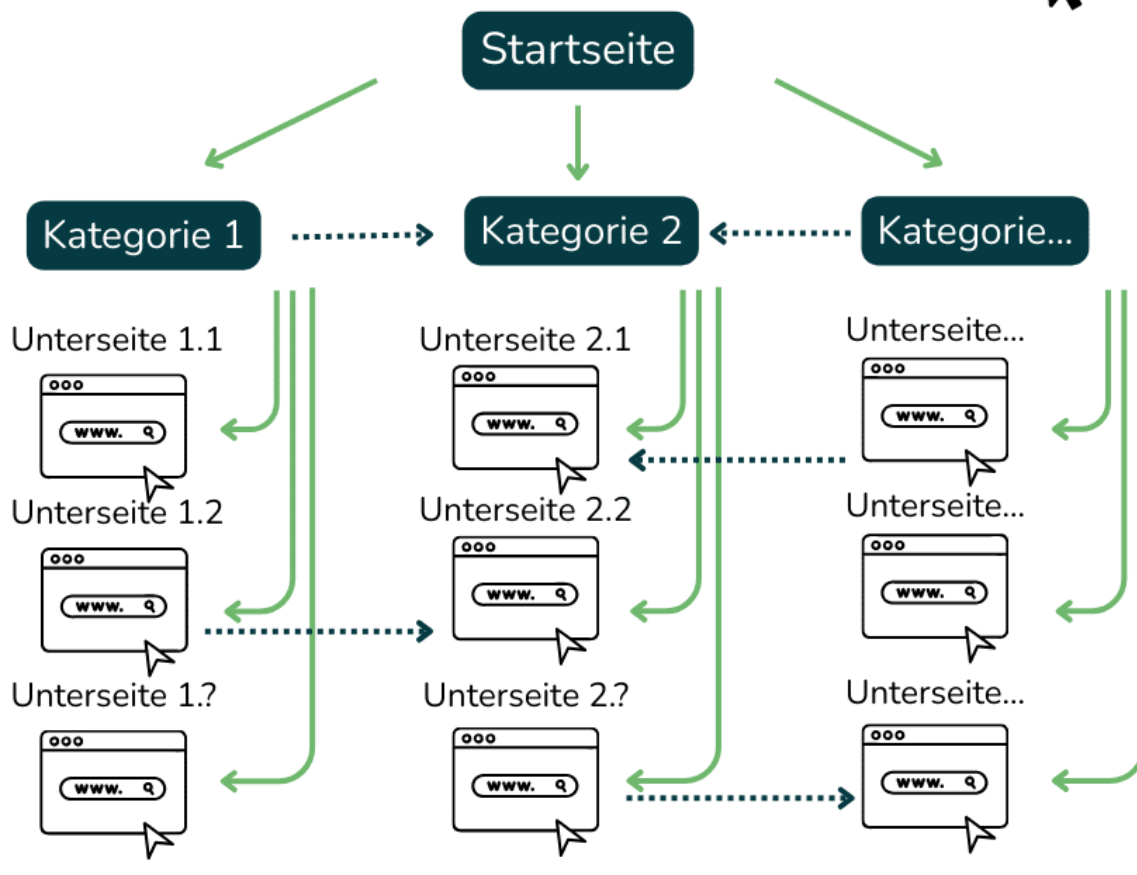 Startseite
Kategorie 1
Kategorie 2
Kategorie...
Unterseite 1.1
Unterseite 2.1
Unterseite...
www.
www.
www.
Unterseite 1.2
Unterseite 2.2
Unterseite...
www.
www.
www.
Unterseite 1.?
Unterseite 2.?
Unterseite...
www.
www.
www.